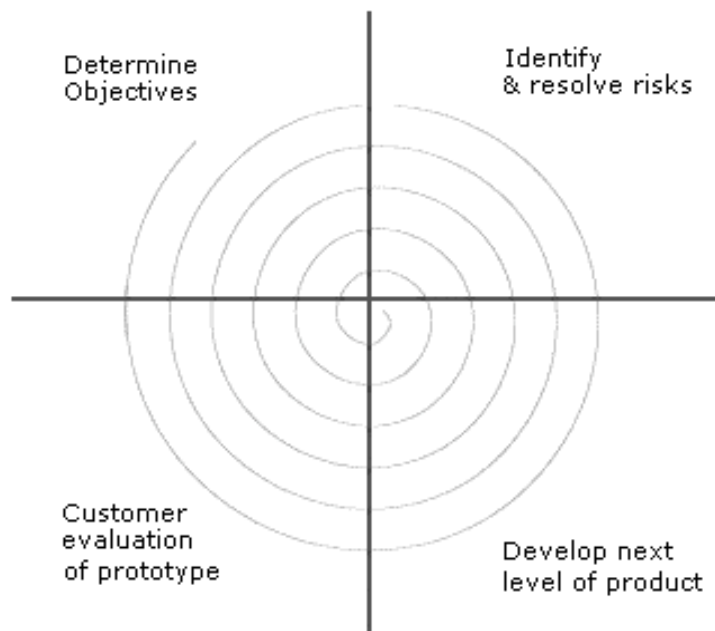 Determine
Objectives
Identify
& resolve risks
Customer
evaluation
of prototype
Develop next
level of product